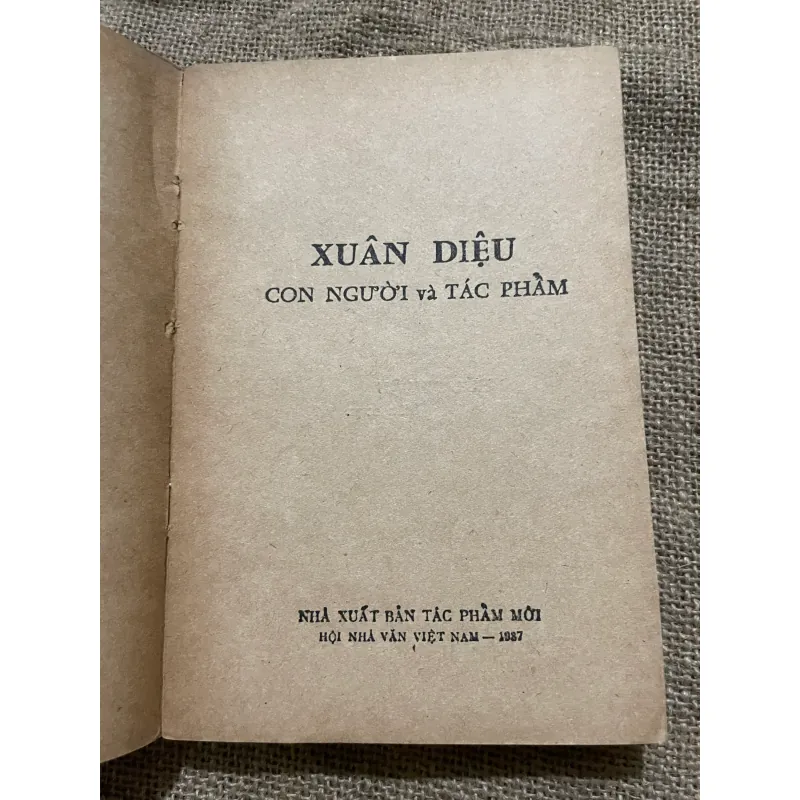 XUÂN DIỆU
CON NGƯỜI và TÁC PHẨM
NHÀ XUẤT BẢN TÁC PHẨM MỚI
HỘI NHÀ VĂN VIỆT NAM — 1987